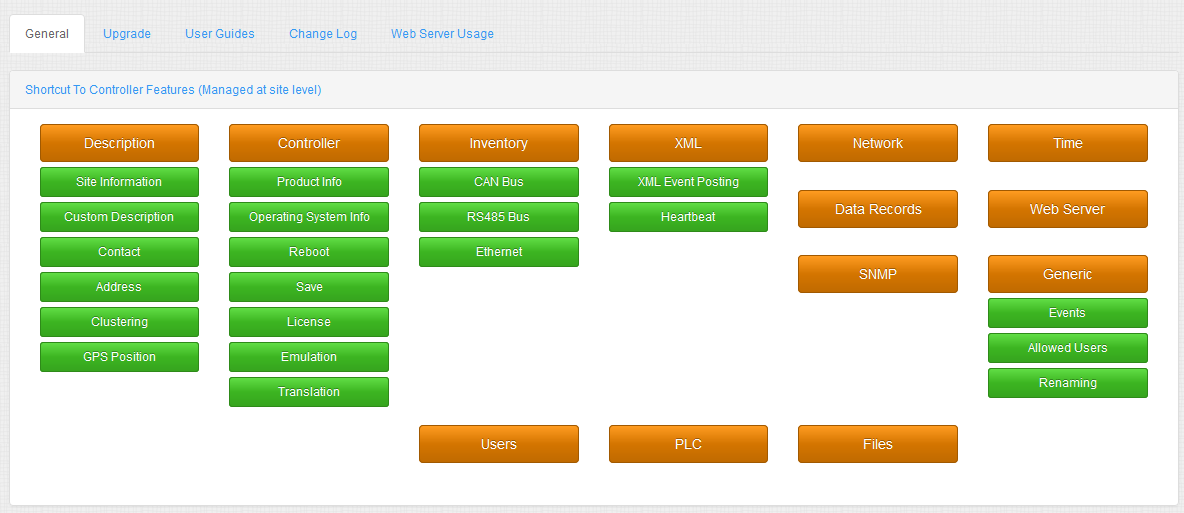 General
Upgrade
User Guides
Change Log
Web Server Usage
Shortcut To Controller Features (Managed at site level)
Description
Site Information
Custom Description
Contact
Address
Clustering
GPS Position
Controller
Product Info
Operating System Info
Reboot
Save
License
Emulation
Translation
Inventory
CAN Bus
RS485 Bus
Ethernet
XML
XML Event Posting
Heartbeat
Network
Data Records
SNMP
Time
Web Server
Generic
Events
Allowed Users
Renaming
Users
PLC
Files